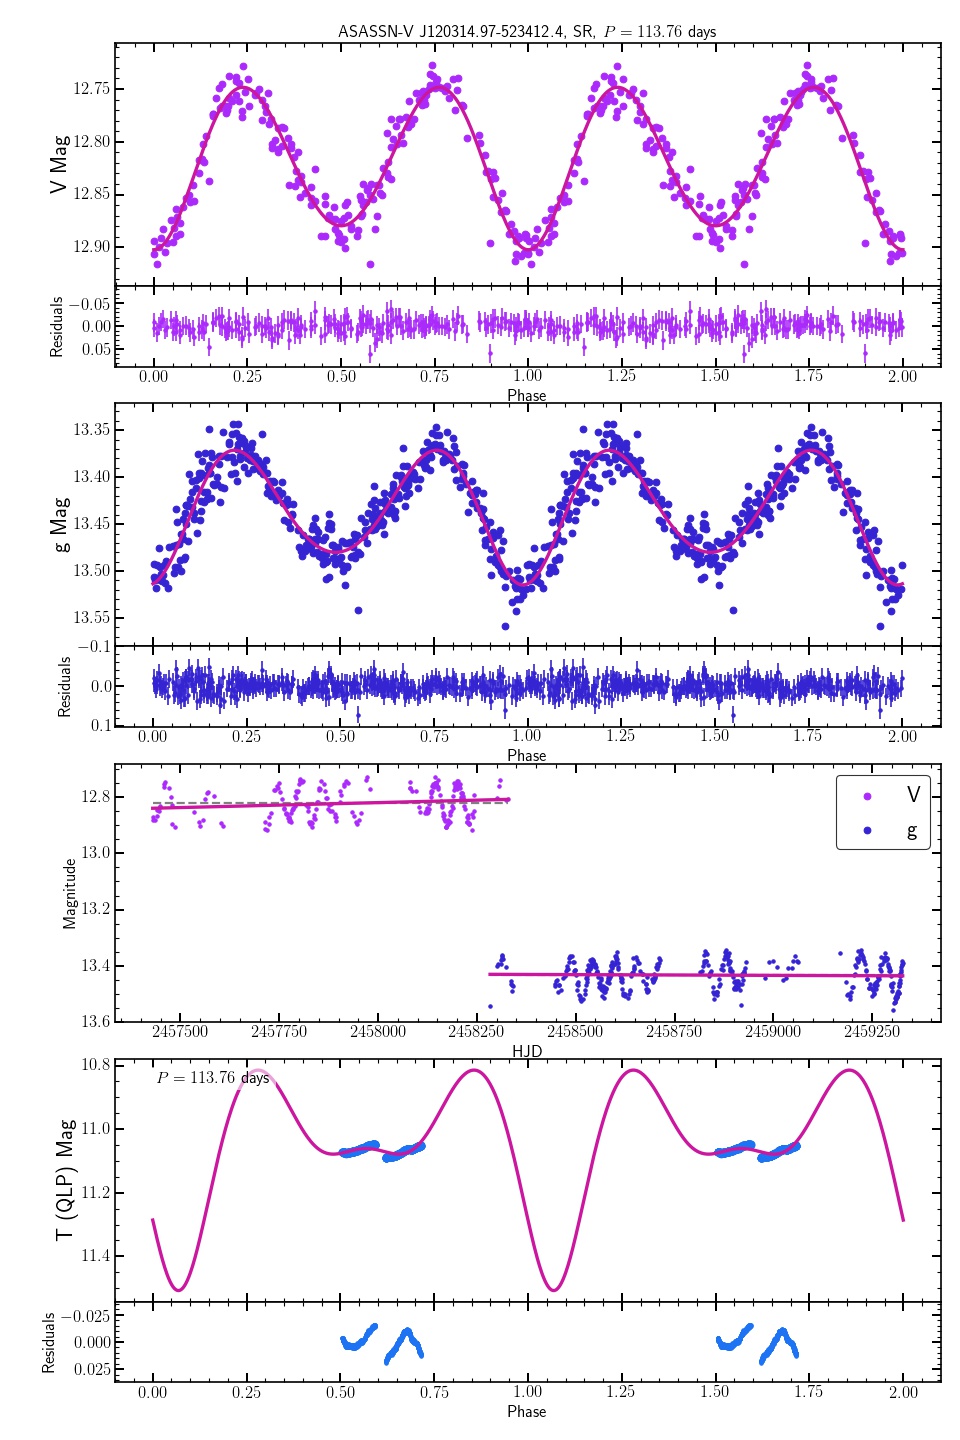 ASASSN-V J120314.97-523412.4, SR, P = 113.76 days
V Mag
12.75
12.80
12.85
12.90
Residuals
−0.05
0.00
0.05
0.00 0.25 0.50 0.75 1.00 1.25 1.50 1.75 2.00
Phase
g Mag
13.35
13.40
13.45
13.50
13.55
Residuals
−0.1
0.0
0.1
0.00 0.25 0.50 0.75 1.00 1.25 1.50 1.75 2.00
Phase
Magnitude
12.8
13.0
13.2
13.4
13.6
V
g
2457500 2457750 2458000 2458250 2458500 2458750 2459000 2459250
HJD
T (QLP) Mag
10.8
11.0
11.2
11.4
P = 113.76 days
Residuals
−0.025
0.000
0.025
0.00 0.25 0.50 0.75 1.00 1.25 1.50 1.75 2.00
Phase